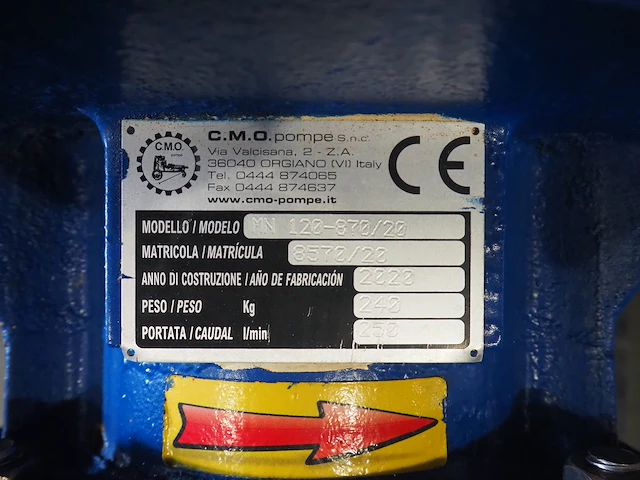 C.M.O.
pompe
C.M.O. pompe s.n.c.
Via Valcisana, 2 - Z.A.
36040 ORGIANO (VI) Italy
Tel. 0444 874065
Fax 0444 874637
www.cmo-pompe.it
CE
MODELLO / MODELO MN 120-870/20
MATRICOLA / MATRÍCULA 8570/20
ANNO DI COSTRUZIONE / AÑO DE FABRICACIÓN 2020
PESO / PESO Kg 240
PORTATA / CAUDAL l/min 250